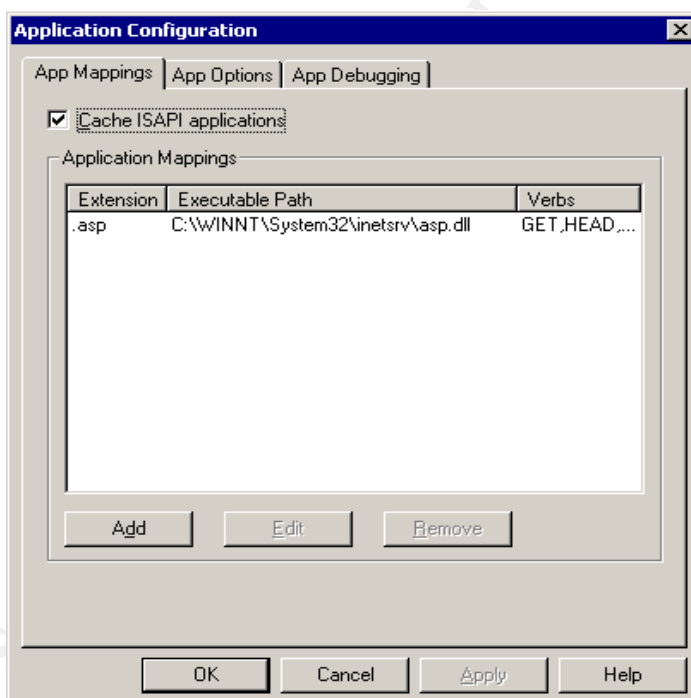 Application Configuration
App Mappings App Options App Debugging
Cache ISAPI applications
Application Mappings
Extension Executable Path Verbs
.asp C:\WINNT\System32\inetsrv\asp.dll GET,HEAD,...
Add Edit Remove
OK Cancel Apply Help